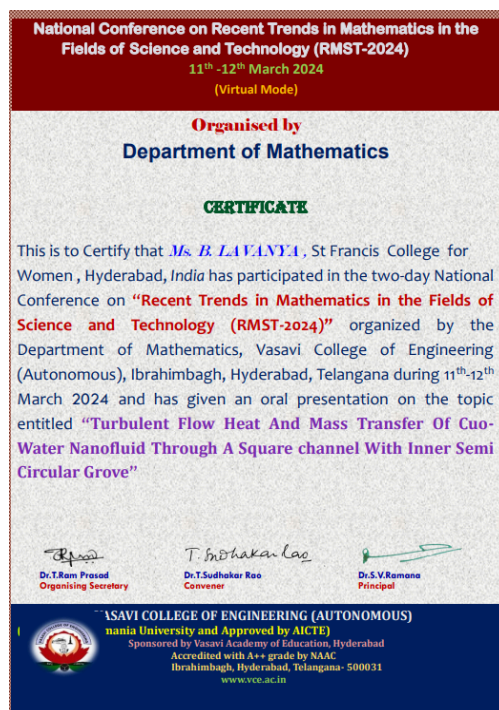 National Conference on Recent Trends in Mathematics in the
Fields of Science and Technology (RMST-2024)
11th -12th March 2024
(Virtual Mode)
Organised by
Department of Mathematics
CERTIFICATE
This is to Certify that Ms. B. LAVANYA , St Francis College for
Women , Hyderabad, India has participated in the two-day National
Conference on “Recent Trends in Mathematics in the Fields of
Science and Technology (RMST-2024)” organized by the
Department of Mathematics, Vasavi College of Engineering
(Autonomous), Ibrahimbagh, Hyderabad, Telangana during 11th-12th
March 2024 and has given an oral presentation on the topic
entitled “Turbulent Flow Heat And Mass Transfer Of Cuo-
Water Nanofluid Through A Square channel With Inner Semi
Circular Grove”
T. Sudhakar Rao
Dr.T.Ram Prasad Dr.T.Sudhakar Rao Dr.S.V.Ramana
Organising Secretary Convener Principal
VASAVI COLLEGE OF ENGINEERING (AUTONOMOUS)
University and Approved by AICTE)
Sponsored by Vasavi Academy of Education, Hyderabad
Accredited with A++ grade by NAAC
Ibrahimbagh, Hyderabad, Telangana- 500031
www.vce.ac.in